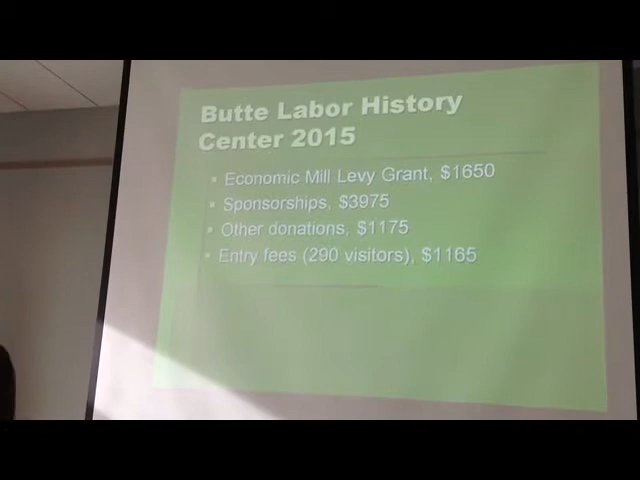 Butte Labor History
Center 2015
Economic Mill Levy Grant, $1650
Sponsorships, $3975
Other donations, $1175
Entry fees (290 visitors), $1165